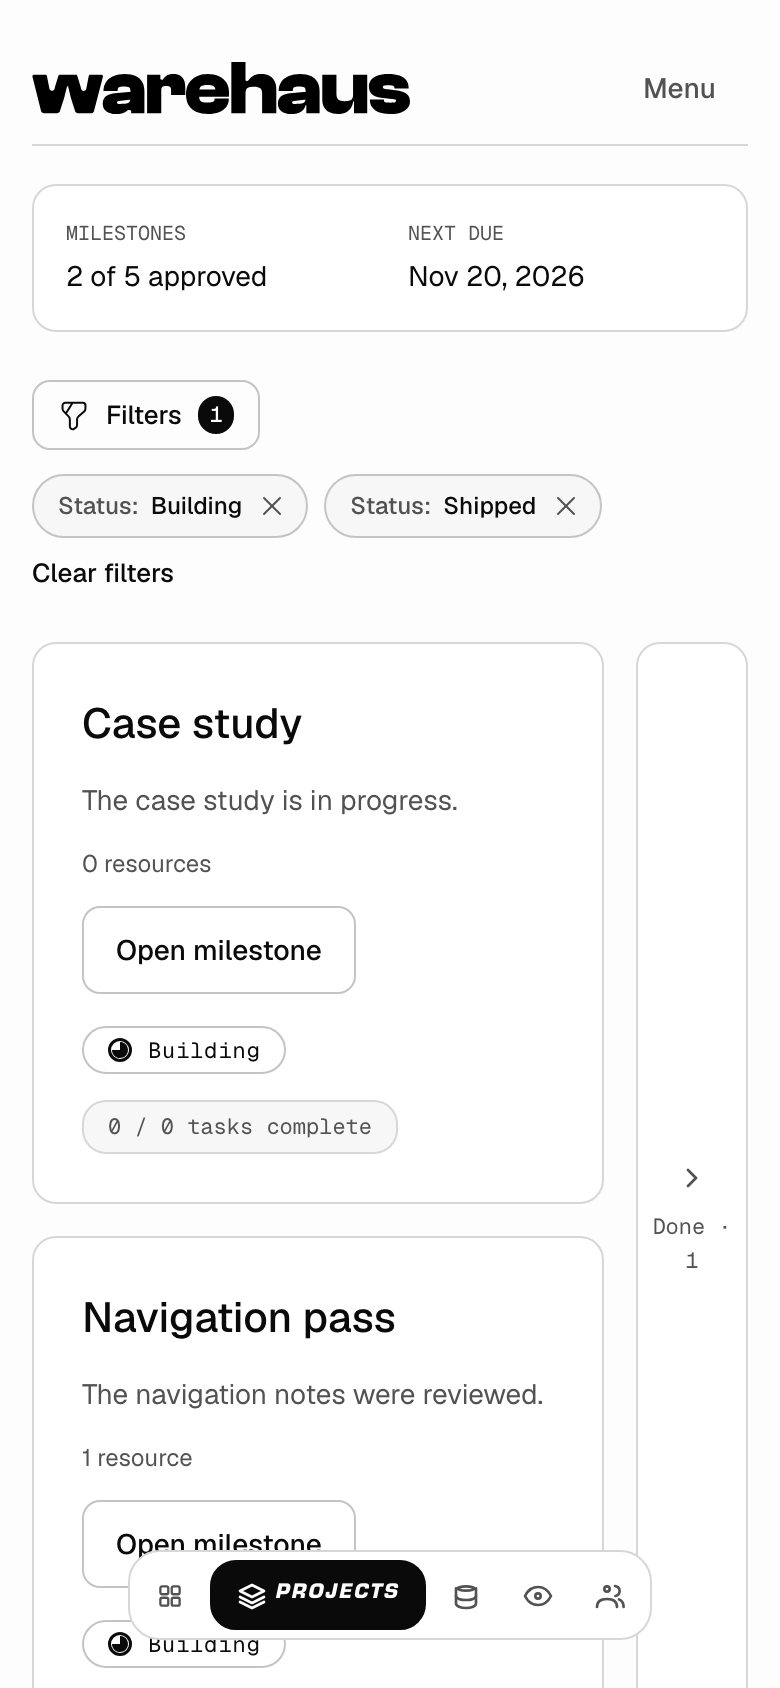 warehaus
Menu
MILESTONES
2 of 5 approved
NEXT DUE
Nov 20, 2026
Filters 1
Status: Building
Status: Shipped
Clear filters
Case study
The case study is in progress.
0 resources
Open milestone
Building
0 / 0 tasks complete
Done ·
1
Navigation pass
The navigation notes were reviewed.
1 resource
Open milestone
PROJECTS
Building